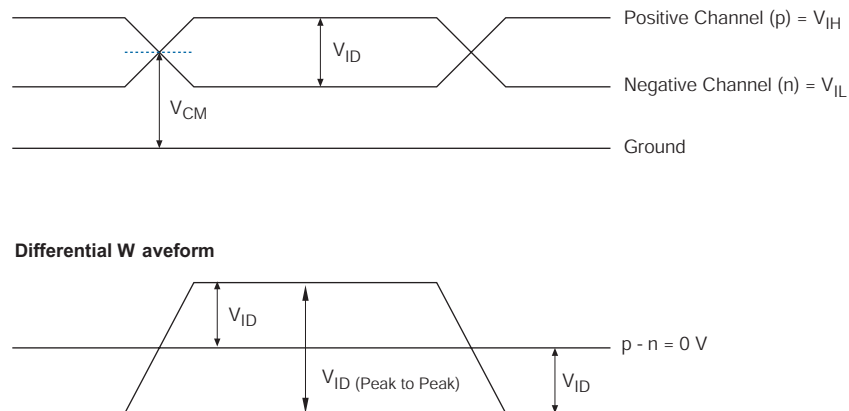 Positive Channel (p) = VIH
VID
Negative Channel (n) = VIL
VCM
Ground
Differential W aveform
VID
p - n = 0 V
VID (Peak to Peak)
VID